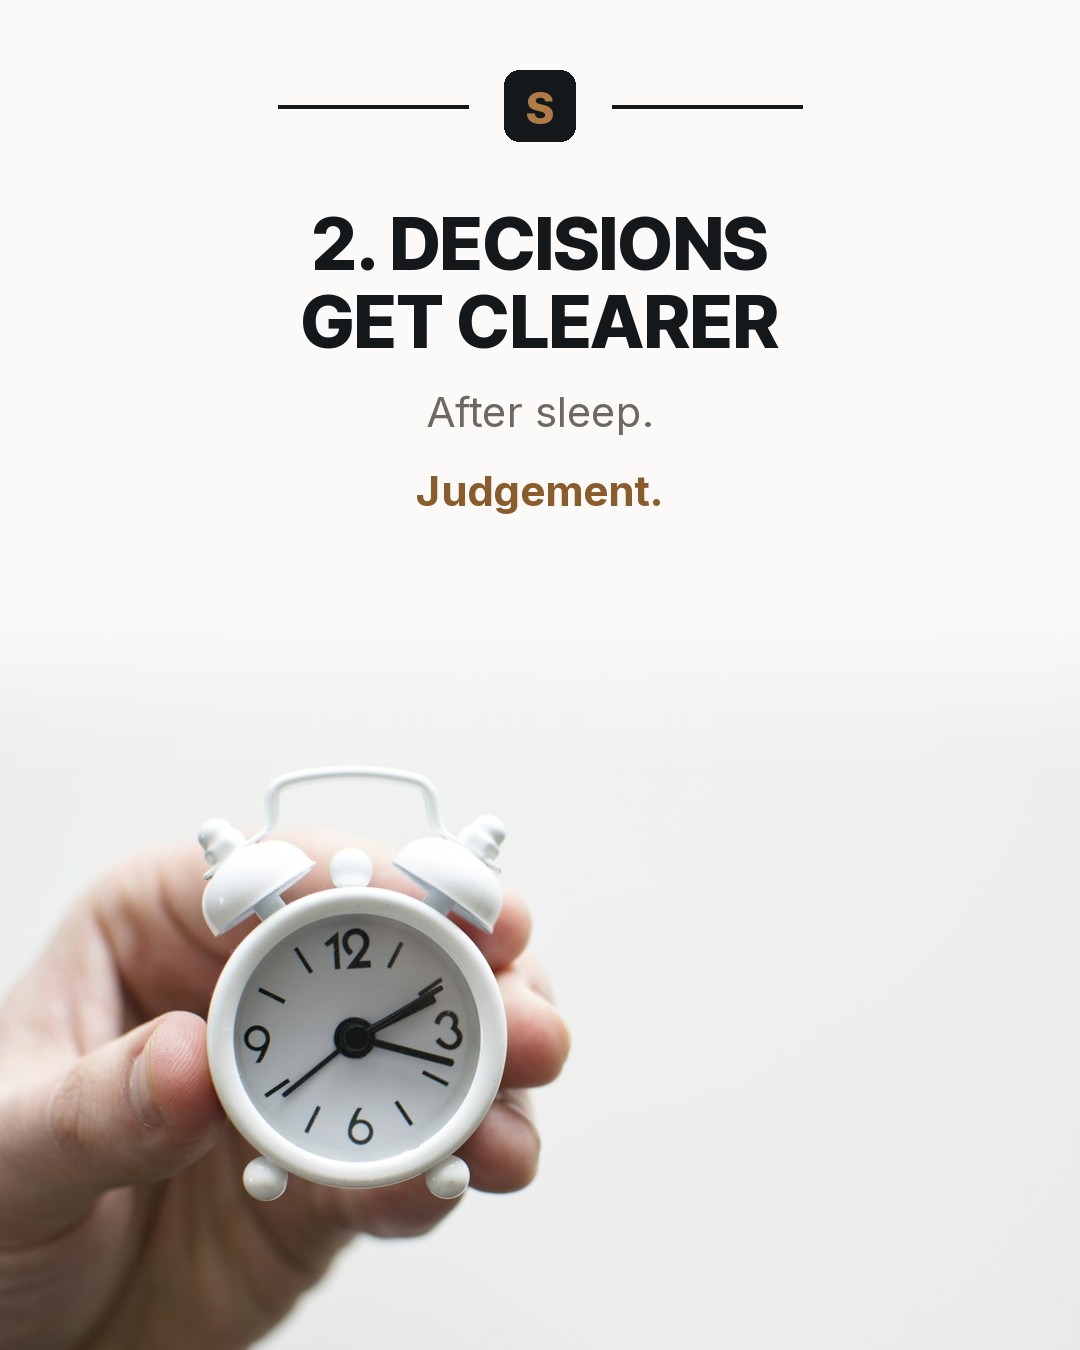 S
2. DECISIONS
GET CLEARER
After sleep.
Judgement.
12
3
9
6